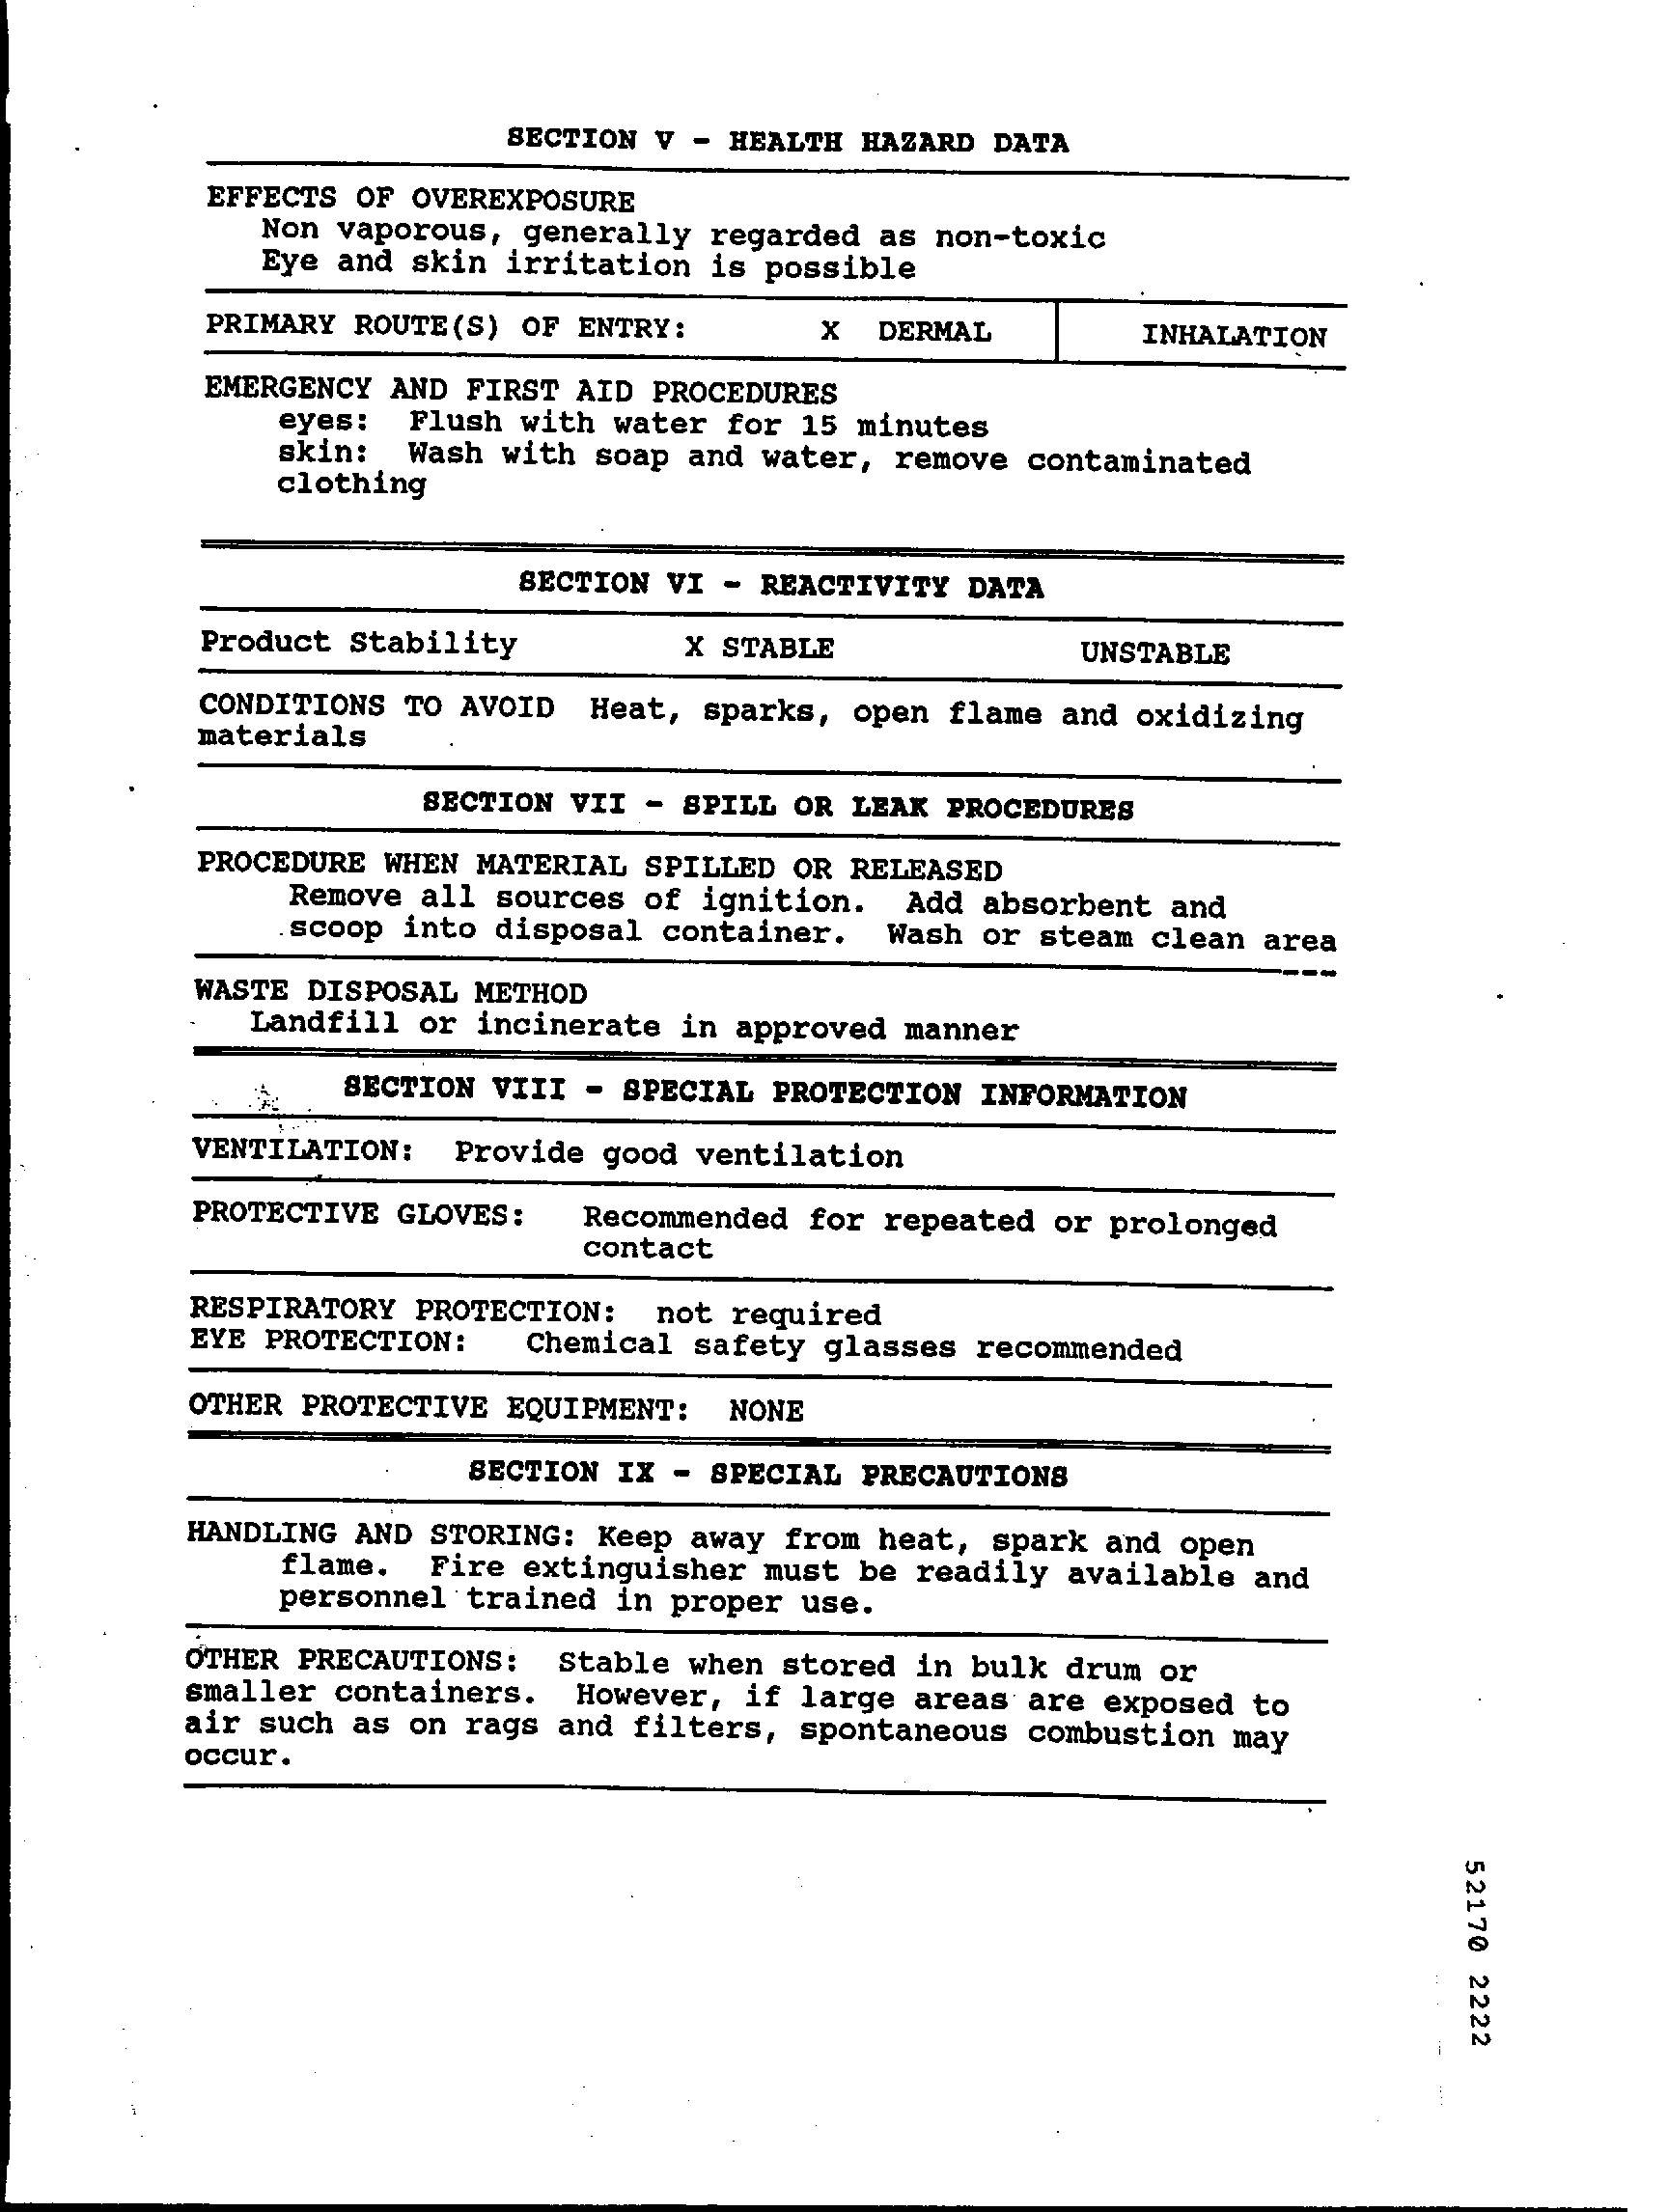 SECTION V - HEALTH HAZARD DATA
EFFECTS OF OVEREXPOSURE
Non vaporous, generally regarded as non-toxic
Eye and skin irritation is possible
PRIMARY ROUTE(S) OF ENTRY: X DERMAL INHALATION
EMERGENCY AND FIRST AID PROCEDURES
eyes: Flush with water for 15 minutes
skin: Wash with soap and water, remove contaminated
clothing
SECTION VI - REACTIVITY DATA
Product Stability X STABLE UNSTABLE
CONDITIONS TO AVOID Heat, sparks, open flame and oxidizing
materials
SECTION VII - SPILL OR LEAK PROCEDURES
PROCEDURE WHEN MATERIAL SPILLED OR RELEASED
Remove all sources of ignition. Add absorbent and
scoop into disposal container. Wash or steam clean area
WASTE DISPOSAL METHOD
Landfill or incinerate in approved manner
SECTION VIII - SPECIAL PROTECTION INFORMATION
VENTILATION: Provide good ventilation
PROTECTIVE GLOVES: Recommended for repeated or prolonged
contact
RESPIRATORY PROTECTION: not required
EYE PROTECTION: Chemical safety glasses recommended
OTHER PROTECTIVE EQUIPMENT: NONE
SECTION IX - SPECIAL PRECAUTIONS
HANDLING AND STORING: Keep away from heat, spark and open
flame. Fire extinguisher must be readily available and
personnel trained in proper use.
OTHER PRECAUTIONS: Stable when stored in bulk drum or
smaller containers. However, if large areas are exposed to
air such as on rags and filters, spontaneous combustion may
occur.
52170 2222